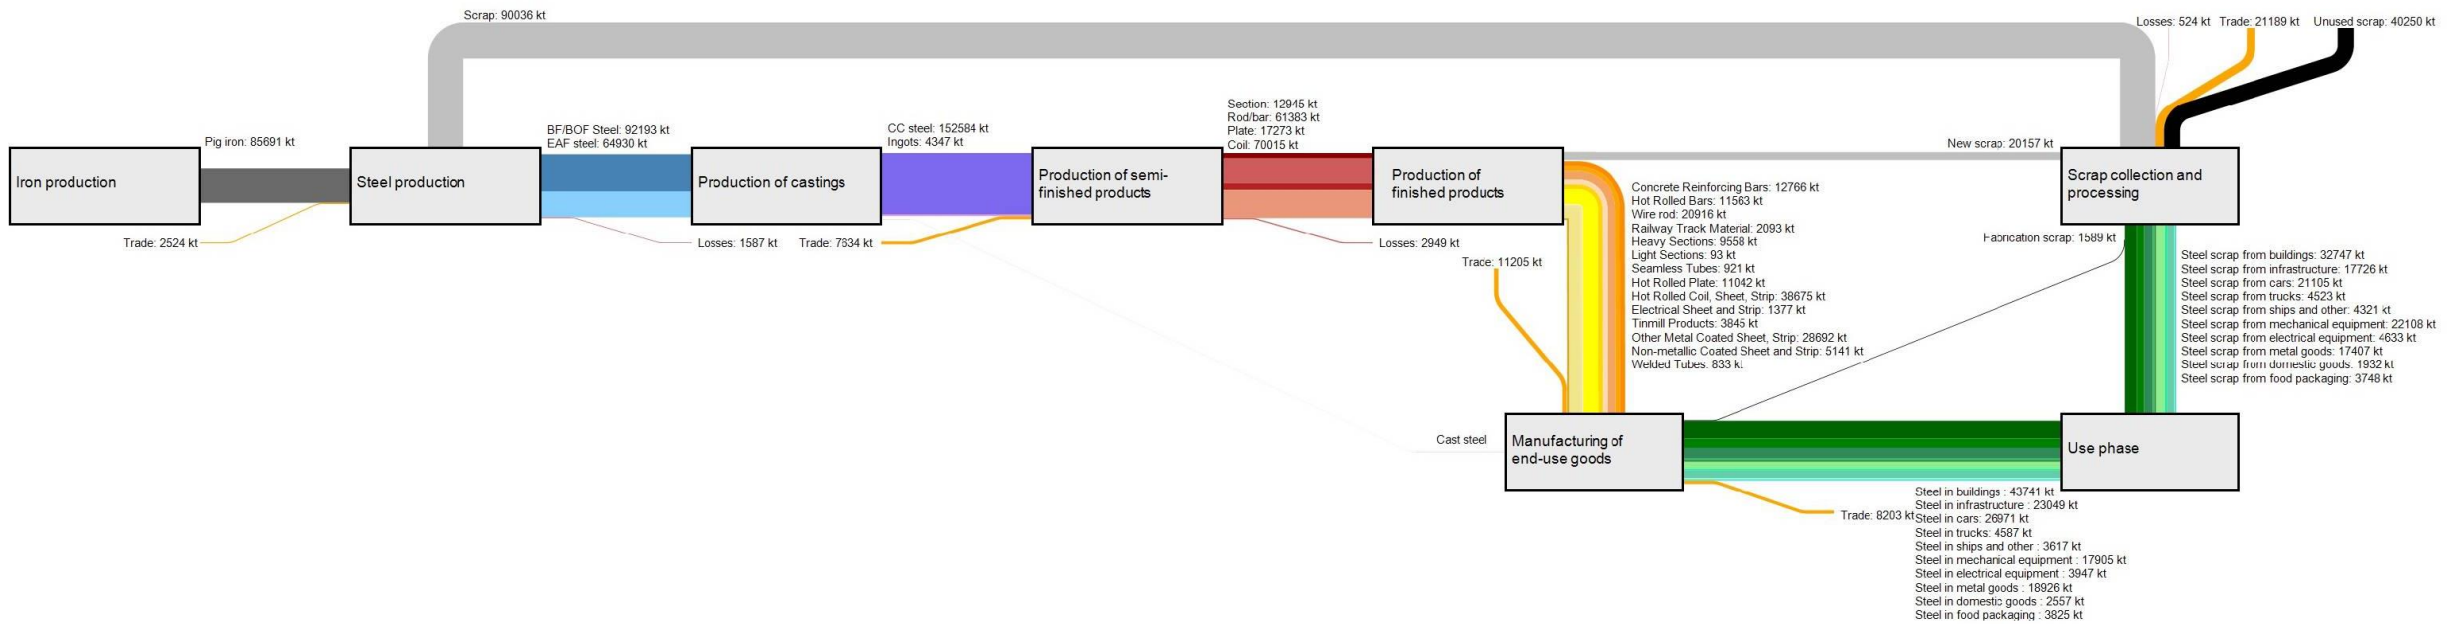 Scrap: 90036 kt
Losses: 524 kt
Trade: 21189 kt
Unused scrap: 40250 kt
Pig iron: 85691 kt
BF/BOF Steel: 92193 kt
EAF steel: 64930 kt
CC steel: 152584 kt
Ingots: 4347 kt
Section: 12945 kt
Rod/bar: 61383 kt
Plate: 17273 kt
Coil: 70015 kt
New scrap: 20157 kt
Iron production
Steel production
Production of castings
Production of semi-
finished products
Production of
finished products
Scrap collection and
processing
Trade: 2524 kt
Losses: 1587 kt
Trade: 7634 kt
Losses: 2949 kt
Trace: 11205 kt
Concrete Reinforcing Bars: 12766 kt
Hot Rolled Bars: 11563 kt
Wire rod: 20916 kt
Railway Track Material: 2093 kt
Heavy Sections: 9558 kt
Light Sections: 93 kt
Seamless Tubes: 921 kt
Hot Rolled Plate: 11042 kt
Hot Rolled Coil, Sheet, Strip: 38675 kt
Electrical Sheet and Strip: 1377 kt
Tinmill Products: 3845 kt
Other Metal Coated Sheet, Strip: 28692 kt
Non-metallic Coated Sheet and Strip: 5141 kt
Welded Tubes: 833 kt
Fabrication scrap: 1589 kt
Steel scrap from buildings: 32747 kt
Steel scrap from infrastructure: 17726 kt
Steel scrap from cars: 21105 kt
Steel scrap from trucks: 4523 kt
Steel scrap from ships and other: 4321 kt
Steel scrap from mechanical equipment: 22108 kt
Steel scrap from electrical equipment: 4633 kt
Steel scrap from metal goods: 17407 kt
Steel scrap from domestic goods: 1932 kt
Steel scrap from food packaging: 3748 kt
Cast steel
Manufacturing of
end-use goods
Use phase
Trade: 8203 kt
Steel in buildings : 43741 kt
Steel in infrastructure : 23049 kt
Steel in cars: 26971 kt
Steel in trucks: 4587 kt
Steel in ships and other : 3617 kt
Steel in mechanical equipment : 17905 kt
Steel in electrical equipment : 3947 kt
Steel in metal goods : 18926 kt
Steel in domestic goods : 2557 kt
Steel in food packaging : 3825 kt